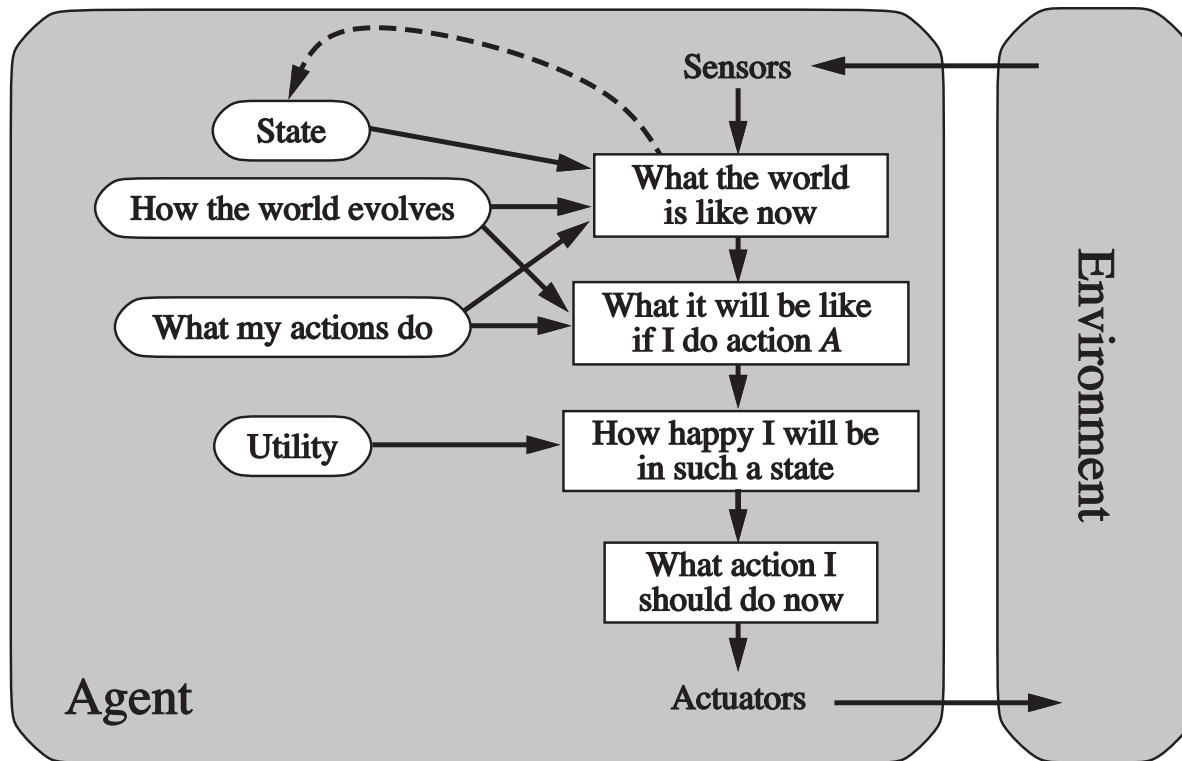 Sensors
State
What the world
is like now
How the world evolves
What it will be like
if I do action A
What my actions do
How happy I will be
in such a state
Utility
What action I
should do now
Agent
Actuators
Environment